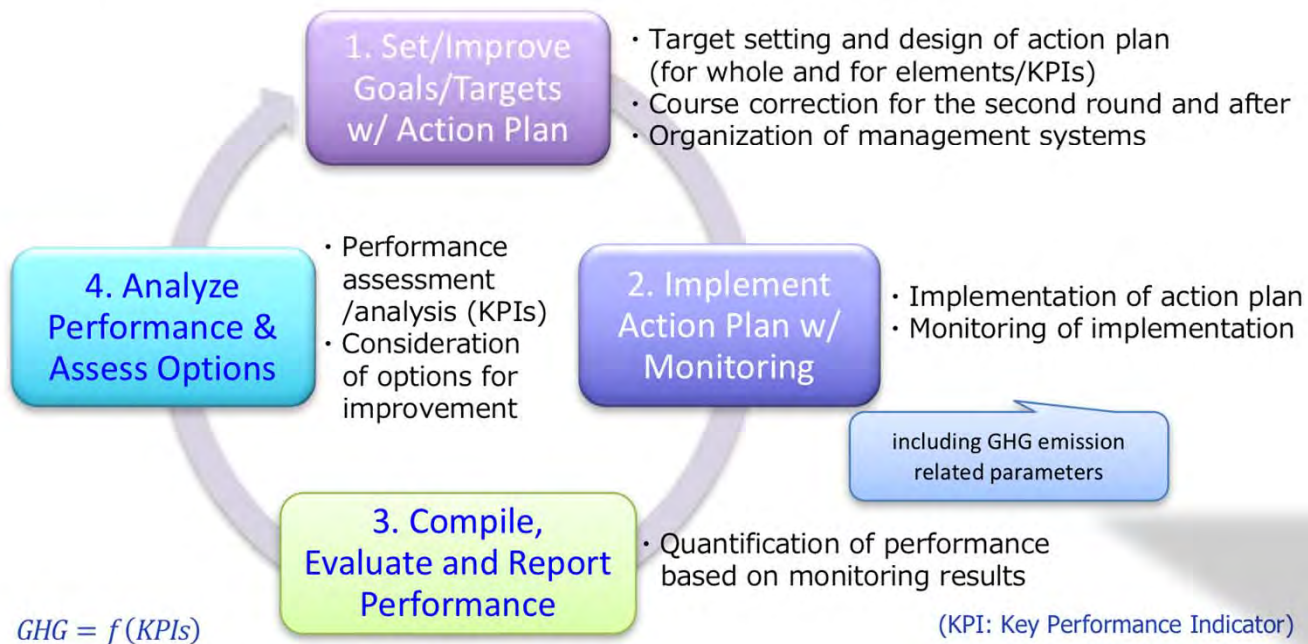 1. Set/Improve
Goals/Targets
w/ Action Plan
・Target setting and design of action plan
(for whole and for elements/KPIs)
・Course correction for the second round and after
・Organization of management systems
2. Implement
Action Plan w/
Monitoring
・Implementation of action plan
・Monitoring of implementation
including GHG emission
related parameters
3. Compile,
Evaluate and Report
Performance
・Quantification of performance
based on monitoring results
4. Analyze
Performance &
Assess Options
・Performance
assessment
/analysis (KPIs)
・Consideration
of options for
improvement
GHG = f(KPIs)
(KPI: Key Performance Indicator)